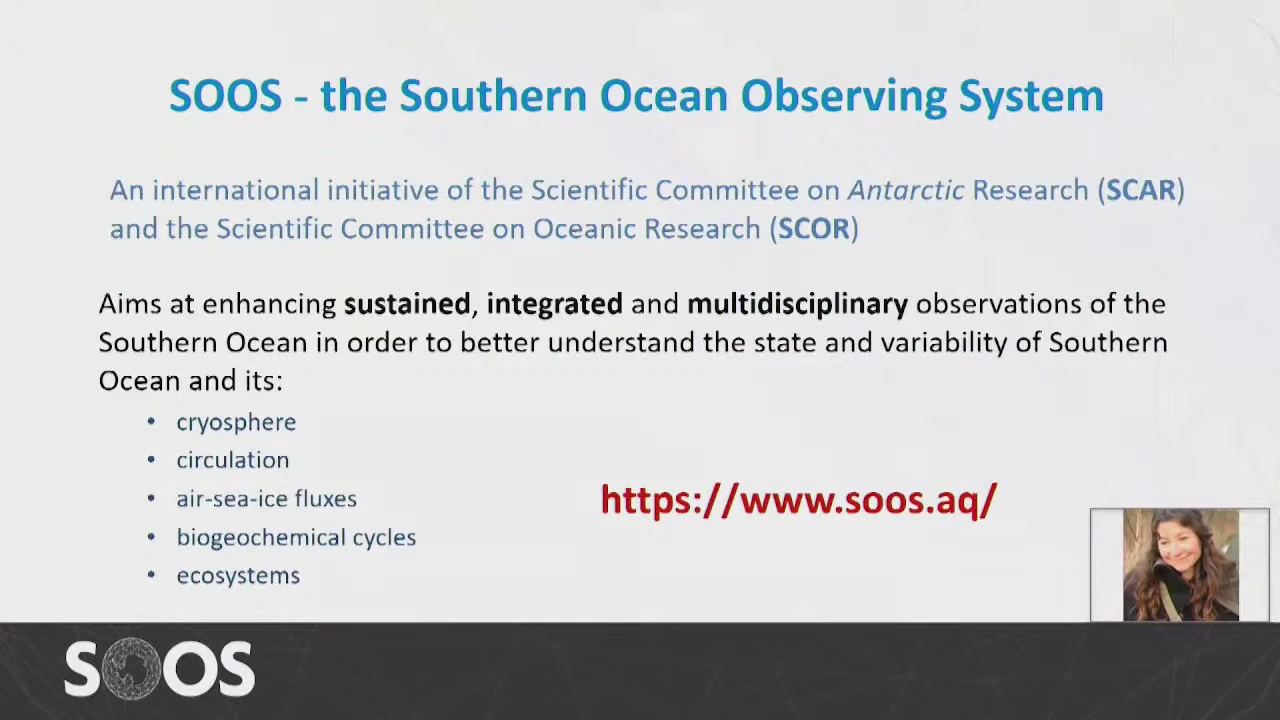 SOOS - the Southern Ocean Observing System
An international initiative of the Scientific Committee on Antarctic Research (SCAR)
and the Scientific Committee on Oceanic Research (SCOR)
Aims at enhancing sustained, integrated and multidisciplinary observations of the
Southern Ocean in order to better understand the state and variability of Southern
Ocean and its:
• cryosphere
• circulation
• air-sea-ice fluxes
• biogeochemical cycles
• ecosystems
https://www.soos.aq/
SOOS